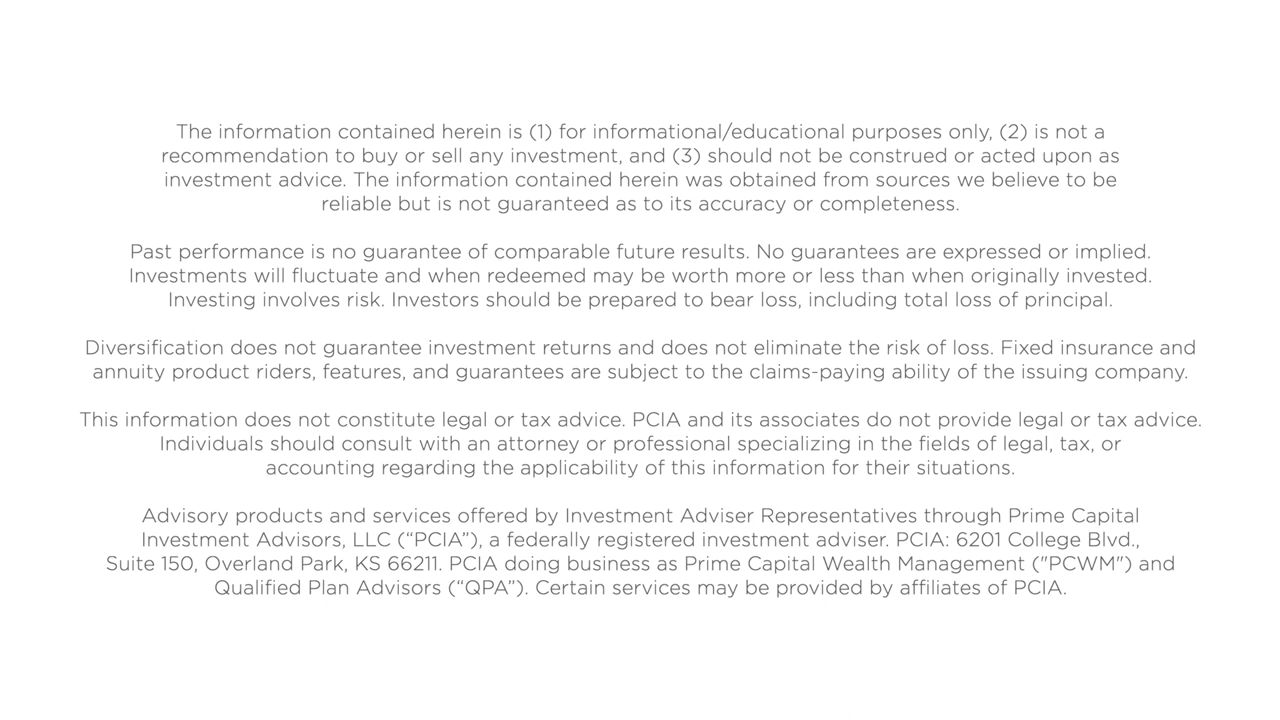 The information contained herein is (1) for informational/educational purposes only, (2) is not a
recommendation to buy or sell any investment, and (3) should not be construed or acted upon as
investment advice. The information contained herein was obtained from sources we believe to be
reliable but is not guaranteed as to its accuracy or completeness.
Past performance is no guarantee of comparable future results. No guarantees are expressed or implied.
Investments will fluctuate and when redeemed may be worth more or less than when originally invested.
Investing involves risk. Investors should be prepared to bear loss, including total loss of principal.
Diversification does not guarantee investment returns and does not eliminate the risk of loss. Fixed insurance and
annuity product riders, features, and guarantees are subject to the claims-paying ability of the issuing company.
This information does not constitute legal or tax advice. PCIA and its associates do not provide legal or tax advice.
Individuals should consult with an attorney or professional specializing in the fields of legal, tax, or
accounting regarding the applicability of this information for their situations.
Advisory products and services offered by Investment Adviser Representatives through Prime Capital
Investment Advisors, LLC (“PCIA”), a federally registered investment adviser. PCIA: 6201 College Blvd.,
Suite 150, Overland Park, KS 66211. PCIA doing business as Prime Capital Wealth Management ("PCWM") and
Qualified Plan Advisors (“QPA”). Certain services may be provided by affiliates of PCIA.